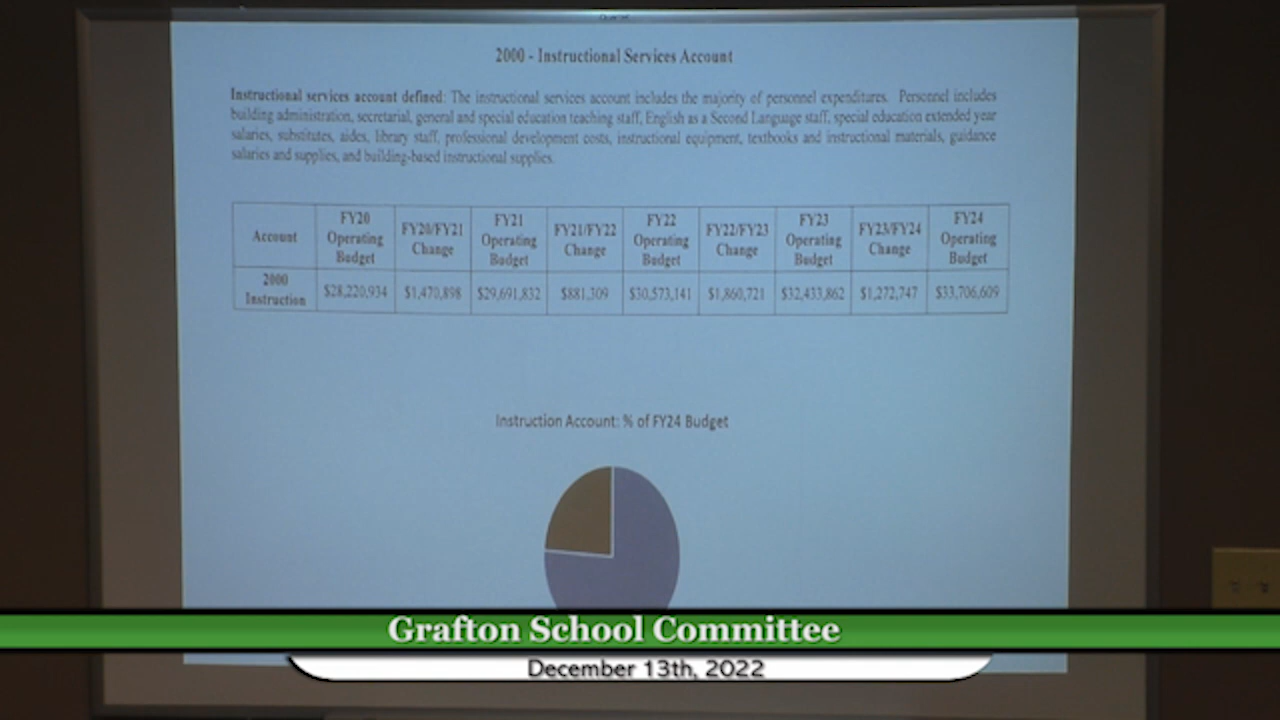 2000 - Instructional Services Account
Instructional services account defined: The instructional services account includes the majority of personnel expenditures. Personnel includes
building administration, secretarial, general and special education teaching staff, English as a Second Language staff, special education extended year
salaries, substitutes, aides, library staff, professional development costs, instructional equipment, textbooks and instructional materials, guidance
salaries and supplies, and building-based instructional supplies.
Account FY20 Operating Budget FY20/FY21 Change FY21 Operating Budget FY21/FY22 Change FY22 Operating Budget FY22/FY23 Change FY23 Operating Budget FY23/FY24 Change FY24 Operating Budget
2000 Instruction $28,220,934 $1,470,898 $29,691,832 $881,309 $30,573,141 $1,860,721 $32,433,862 $1,272,747 $33,706,609
Instruction Account: % of FY24 Budget
Grafton School Committee
December 13th, 2022